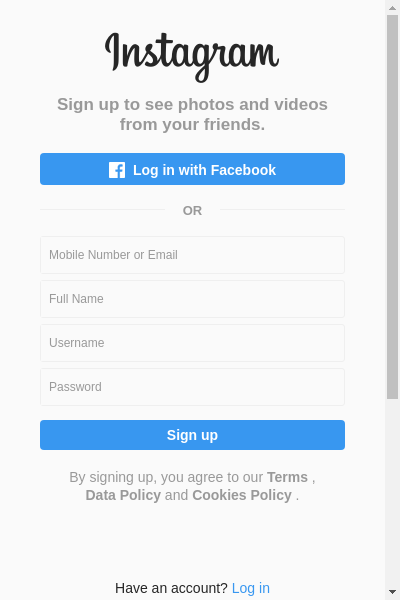 Instagram
Sign up to see photos and videos
from your friends.
Log in with Facebook
OR
Mobile Number or Email
Full Name
Username
Password
Sign up
By signing up, you agree to our Terms ,
Data Policy and Cookies Policy .
Have an account? Log in